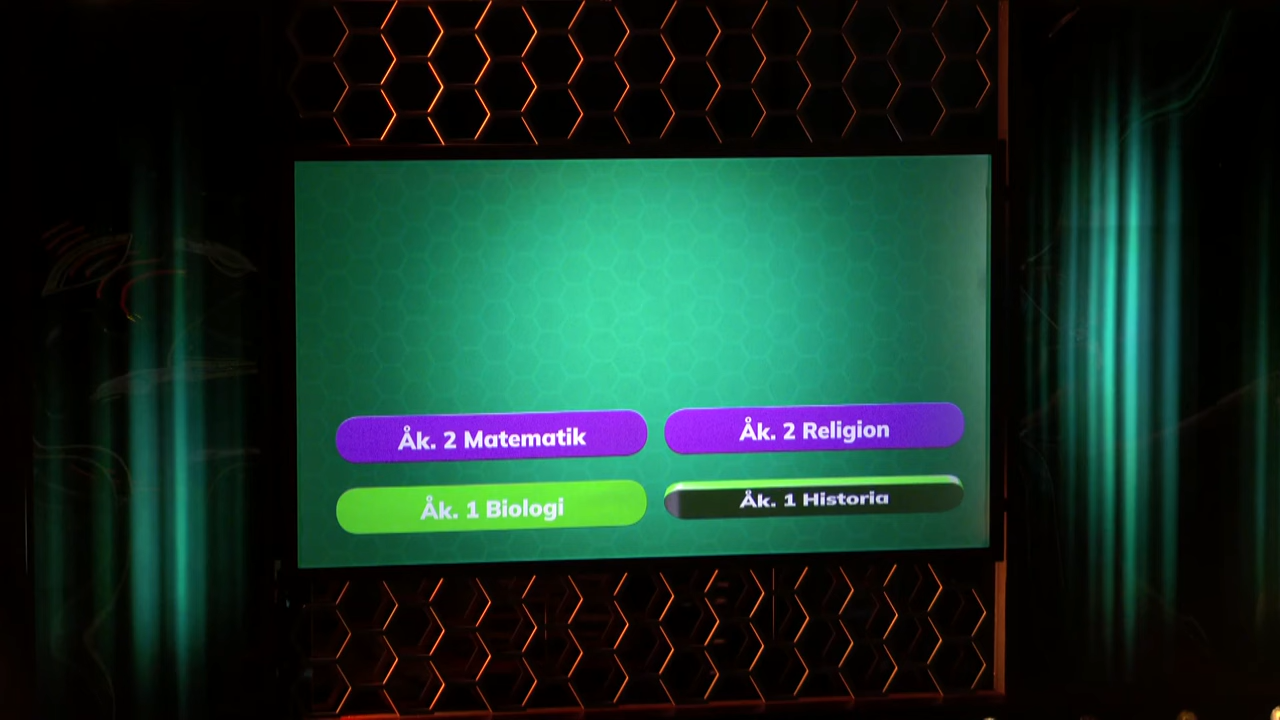 Åk. 2 Matematik
Åk. 2 Religion
Åk. 1 Biologi
Åk. 1 Historia